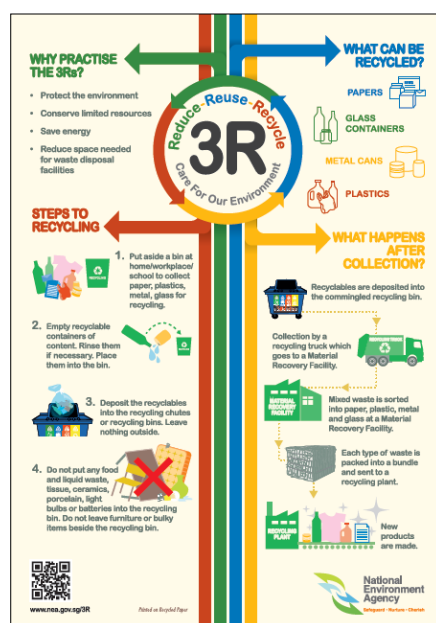 WHY PRACTISE
THE 3Rs?
• Protect the environment
• Conserve limited resources
• Save energy
• Reduce space needed
for waste disposal
facilities
Reduce-Reuse-Recycle
3R
Care For Our Environment
WHAT CAN BE
RECYCLED?
PAPERS
GLASS
CONTAINERS
METAL CANS
PLASTICS
STEPS TO
RECYCLING
1. Put aside a bin at
home/workplace/
school to collect
paper, plastics,
metal, glass for
recycling.
2. Empty recyclable
containers of
content. Rinse them
if necessary. Place
them into the bin.
3. Deposit the recyclables
into the recycling chutes
or recycling bins. Leave
nothing outside.
4. Do not put any food
and liquid waste,
tissue, ceramics,
porcelain, light
bulbs or batteries into the recycling
bin. Do not leave furniture or bulky
items beside the recycling bin.
WHAT HAPPENS
AFTER
COLLECTION?
Recyclables are deposited into
the commingled recycling bin.
Collection by a
recycling truck which
goes to a Material
Recovery Facility.
RECYCLING TRUCK
MATERIAL
RECOVERY
FACILITY
Mixed waste is sorted
into paper, plastic, metal
and glass at a Material
Recovery Facility.
Each type of waste is
packed into a bundle
and sent to a
recycling plant.
RECYCLING
PLANT
New
products
are made.
www.nea.gov.sg/3R
Printed on Recycled Paper
National
Environment
Agency
Safeguard • Nurture • Cherish